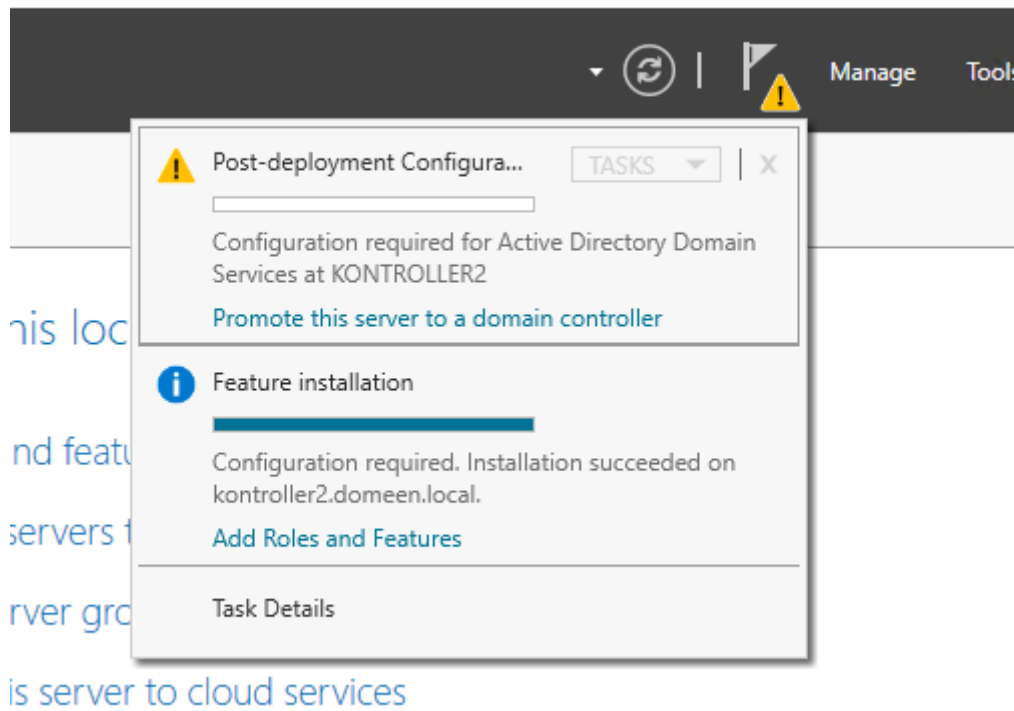 Manage Tools
Post-deployment Configura... TASKS X
Configuration required for Active Directory Domain
Services at KONTROLLER2
Promote this server to a domain controller
his loc
Feature installation
nd featu
Configuration required. Installation succeeded on
kontroller2.domeen.local.
servers t
Add Roles and Features
rver gro
Task Details
is server to cloud services